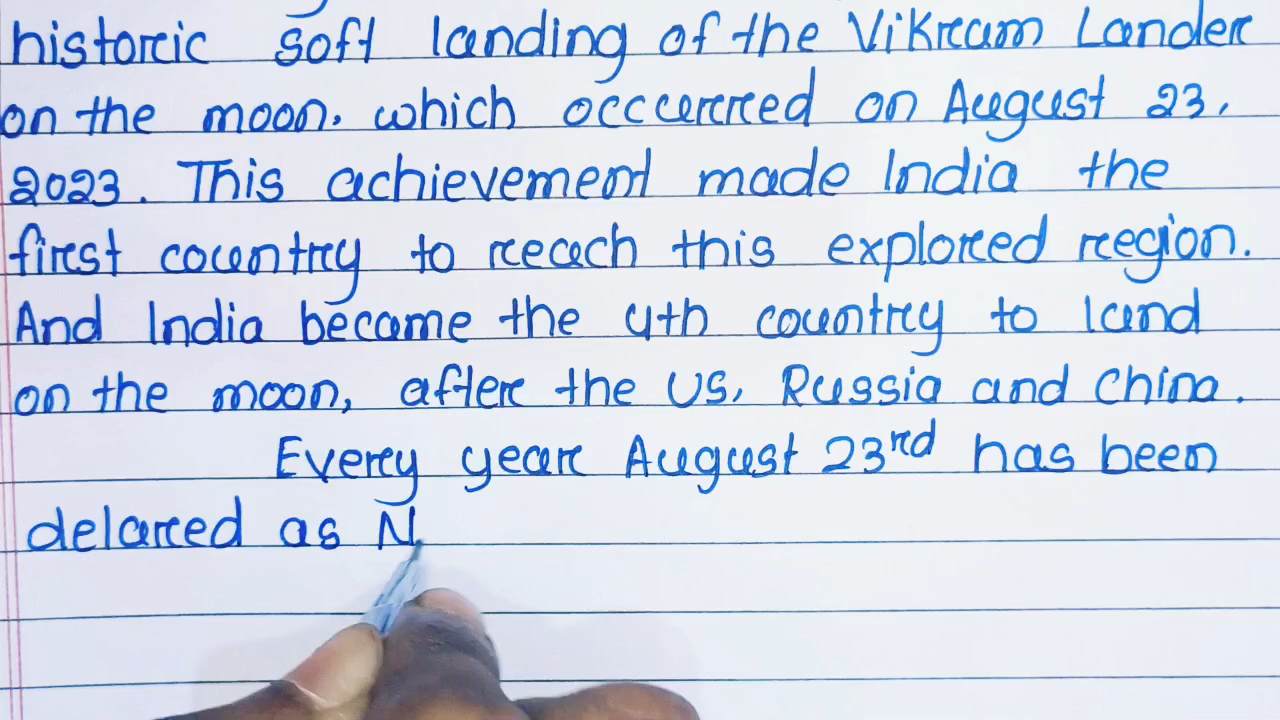 historic soft landing of the Vikram Lander
on the moon. which occurred on August 23,
2023. This achievement made India the
first country to reach this explored region.
And India became the 4th country to land
on the moon, after the US, Russia and China.
Every year August 23rd has been
delared as N